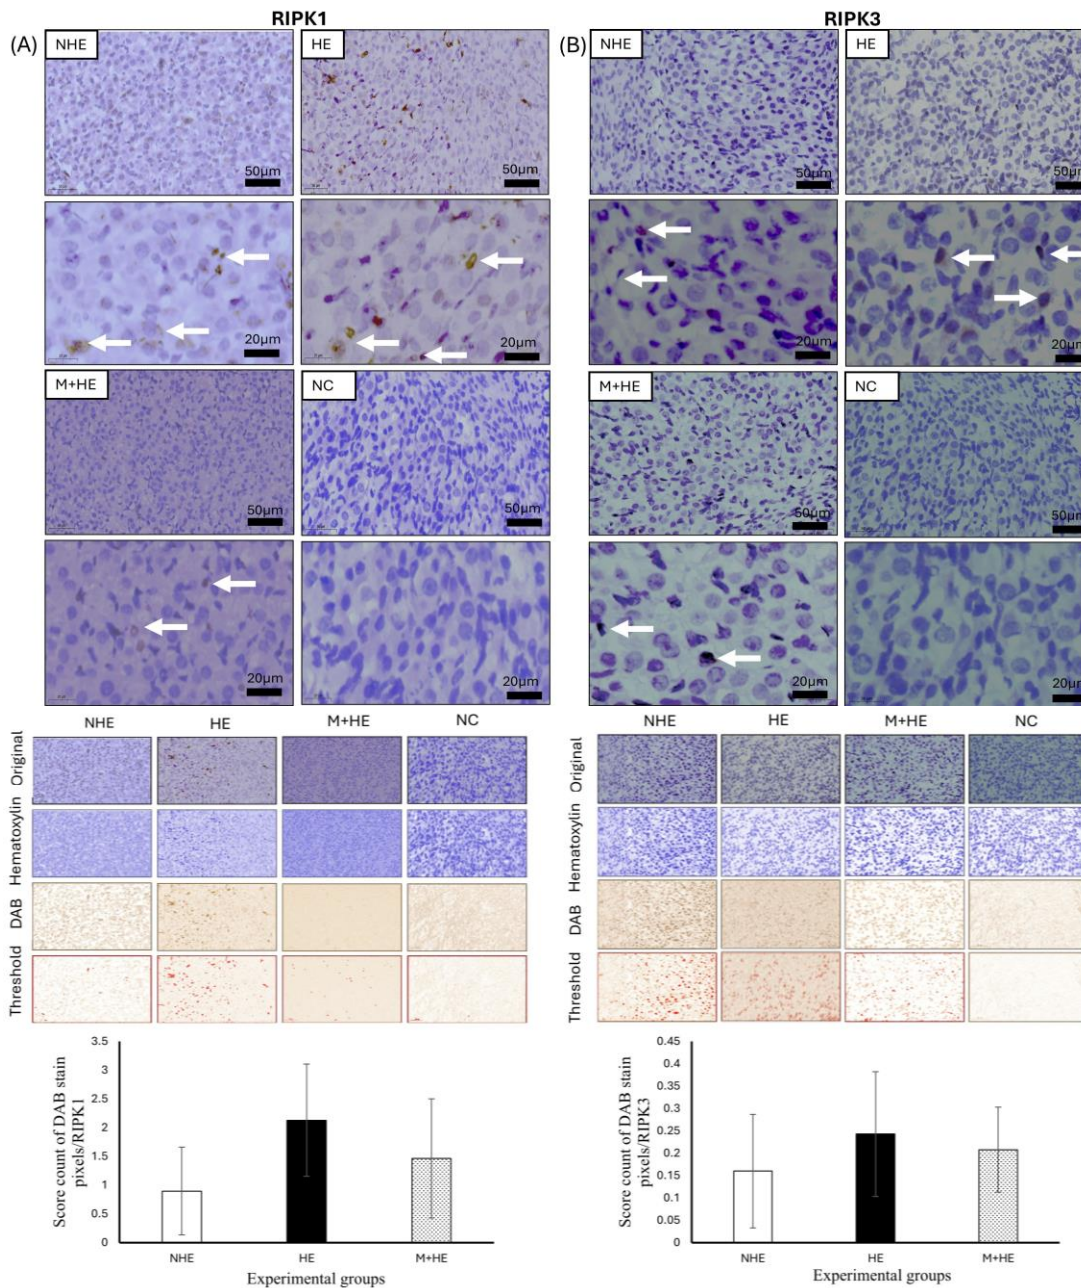 RIPK1
RIPK3
(A)
NHE
HE
50µm
50µm
20µm
20µm
M+HE
NC
50µm
50µm
20µm
20µm
(B)
NHE
HE
50µm
50µm
20µm
20µm
M+HE
NC
50µm
50µm
20µm
20µm
NHE HE M+HE NC
Original
Hematoxylin
DAB
Threshold
NHE HE M+HE NC
Original
Hematoxylin
DAB
Threshold
Score count of DAB stain
pixels/RIPK1
3.5
3
2.5
2
1.5
1
0.5
0
NHE HE M+HE
Experimental groups
Score count of DAB stain
pixels/RIPK3
0.45
0.4
0.35
0.3
0.25
0.2
0.15
0.1
0.05
0
NHE HE M+HE
Experimental groups